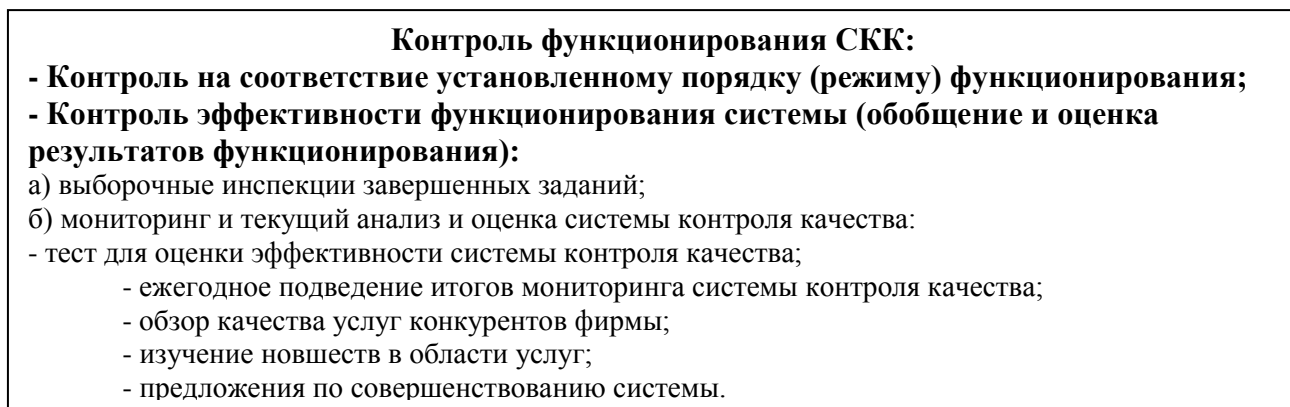 Контроль функционирования СКК:
- Контроль на соответствие установленному порядку (режиму) функционирования;
- Контроль эффективности функционирования системы (обобщение и оценка
результатов функционирования):
а) выборочные инспекции завершенных заданий;
б) мониторинг и текущий анализ и оценка системы контроля качества:
- тест для оценки эффективности системы контроля качества;
- ежегодное подведение итогов мониторинга системы контроля качества;
- обзор качества услуг конкурентов фирмы;
- изучение новшеств в области услуг;
- предложения по совершенствованию системы.